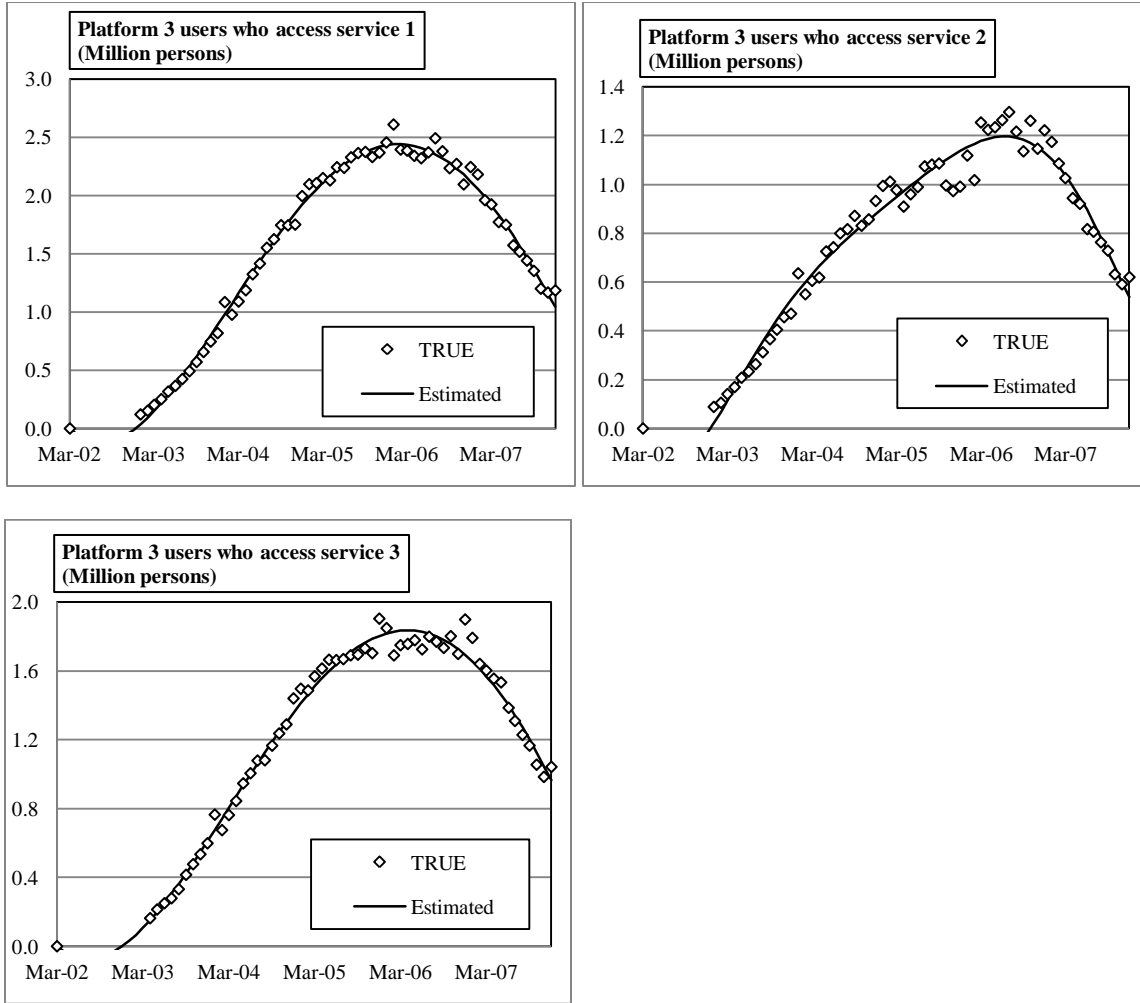 Platform 3 users who access service 1
(Million persons)
3.0
2.5
2.0
1.5
1.0
0.5
0.0
Mar-02 Mar-03 Mar-04 Mar-05 Mar-06 Mar-07
TRUE
Estimated
Platform 3 users who access service 2
(Million persons)
1.4
1.2
1.0
0.8
0.6
0.4
0.2
0.0
Mar-02 Mar-03 Mar-04 Mar-05 Mar-06 Mar-07
TRUE
Estimated
Platform 3 users who access service 3
(Million persons)
2.0
1.6
1.2
0.8
0.4
0.0
Mar-02 Mar-03 Mar-04 Mar-05 Mar-06 Mar-07
TRUE
Estimated